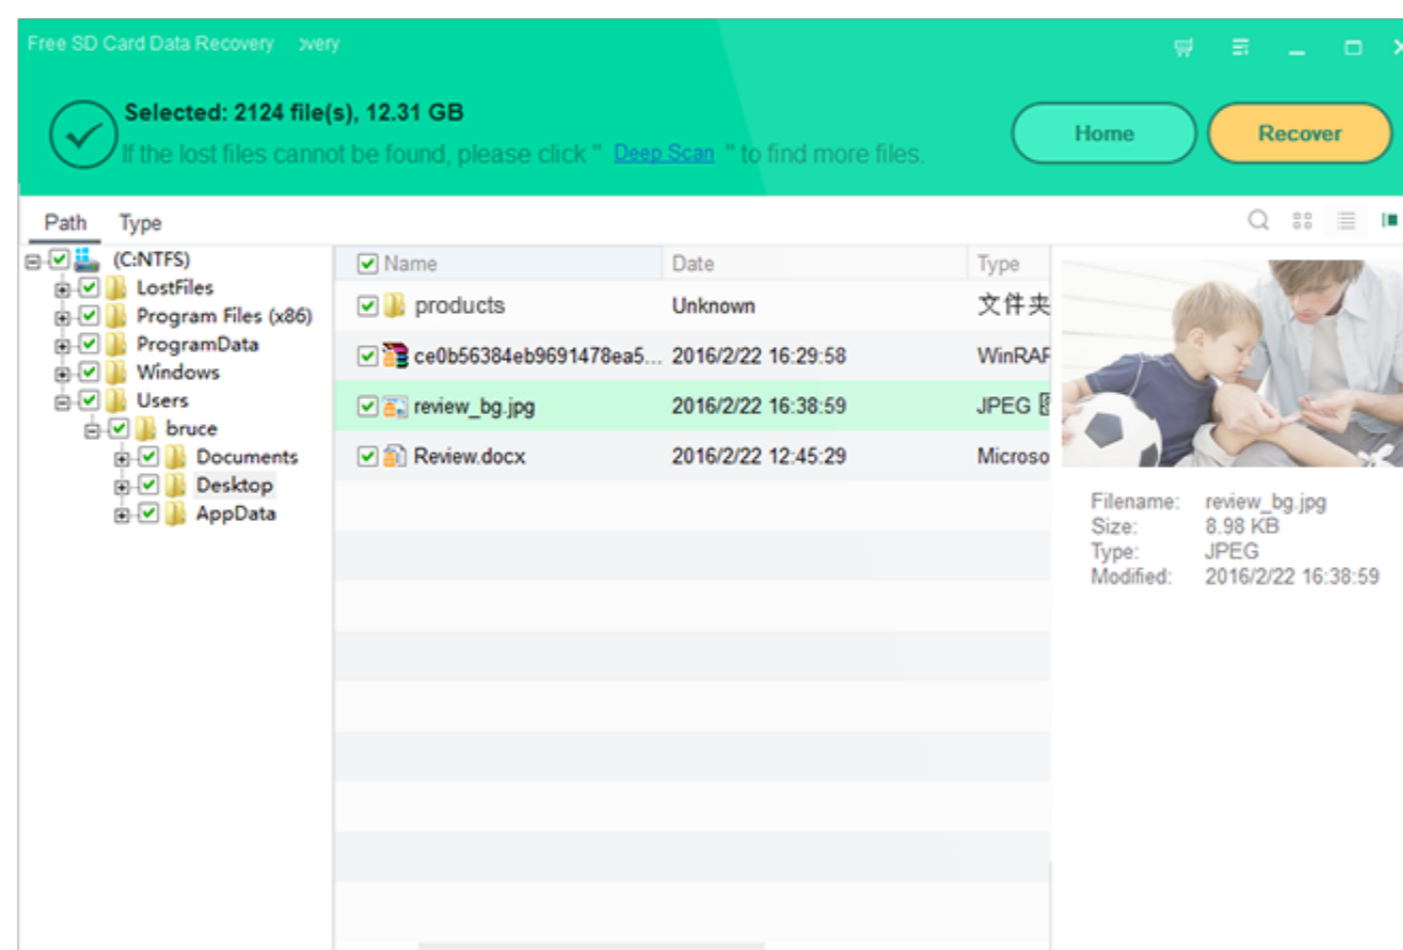 Free SD Card Data Recovery overy
Selected: 2124 file(s), 12.31 GB
If the lost files cannot be found, please click " Deep Scan " to find more files.
Home
Recover
Path Type
(C:NTFS)
LostFiles
Program Files (x86)
ProgramData
Windows
Users
bruce
Documents
Desktop
AppData
Name Date Type
products Unknown 文件夹
ce0b56384eb9691478ea5... 2016/2/22 16:29:58 WinRAR
review_bg.jpg 2016/2/22 16:38:59 JPEG
Review.docx 2016/2/22 12:45:29 Microso
Filename: review_bg.jpg
Size: 8.98 KB
Type: JPEG
Modified: 2016/2/22 16:38:59